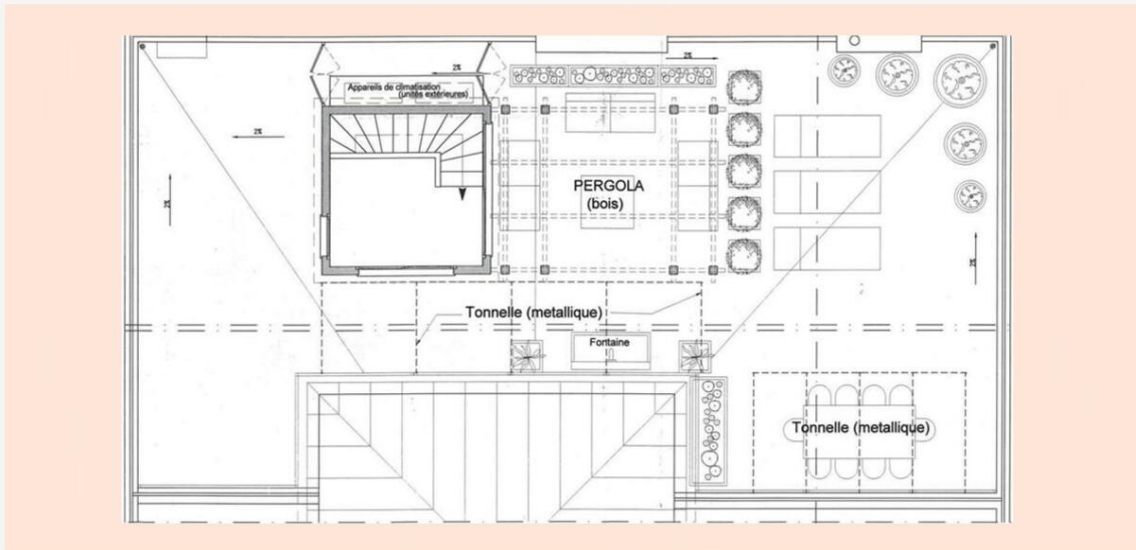 2%
2%
Appareils de climatisation
(unités extérieures)
2%
2%
PERGOLA
(bois)
2%
Tonnelle (metallique)
Fontaine
Tonnelle (metallique)